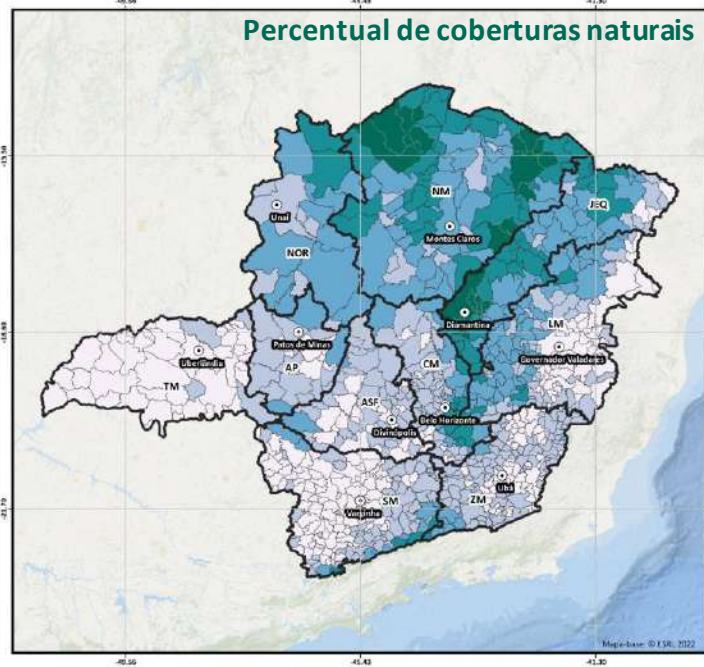 Percentual de coberturas naturais
NM
JEQ
Unaí
Montes Claros
NOR
Diamantina
LM
Patos de Minas
Uberlândia
Governador Valadares
AP
CM
TM
ASF
Belo Horizonte
Divinópolis
Ubá
SM
ZM
Varginha
Mapa-base: © ESRI, 2022